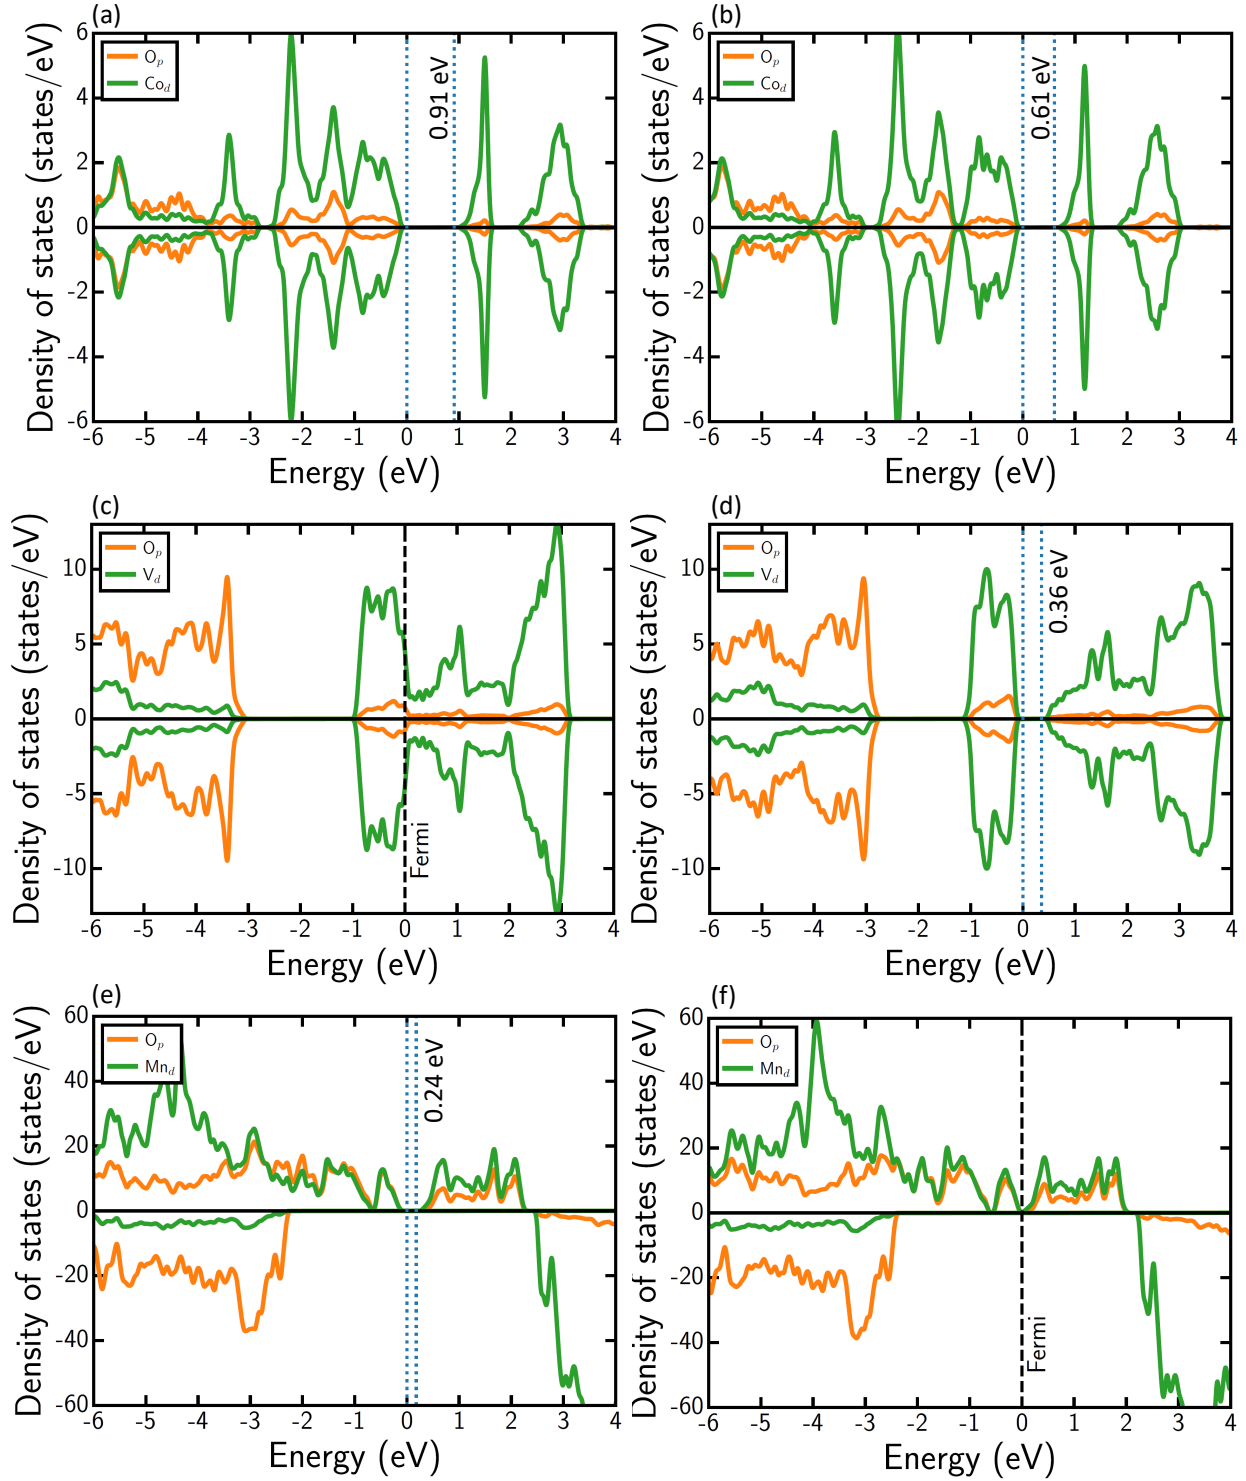 (a)
Density of states (states/eV)
6
4
2
0
-2
-4
-6
O_p
Co_d
0.91 eV
-6 -5 -4 -3 -2 -1 0 1 2 3 4
Energy (eV)
(b)
Density of states (states/eV)
6
4
2
0
-2
-4
-6
O_p
Co_d
0.61 eV
-6 -5 -4 -3 -2 -1 0 1 2 3 4
Energy (eV)
(c)
Density of states (states/eV)
10
5
0
-5
-10
O_p
V_d
Fermi
-6 -5 -4 -3 -2 -1 0 1 2 3 4
Energy (eV)
(d)
Density of states (states/eV)
10
5
0
-5
-10
O_p
V_d
0.36 eV
-6 -5 -4 -3 -2 -1 0 1 2 3 4
Energy (eV)
(e)
Density of states (states/eV)
60
40
20
0
-20
-40
-60
O_p
Mn_d
0.24 eV
-6 -5 -4 -3 -2 -1 0 1 2 3 4
Energy (eV)
(f)
Density of states (states/eV)
60
40
20
0
-20
-40
-60
O_p
Mn_d
Fermi
-6 -5 -4 -3 -2 -1 0 1 2 3 4
Energy (eV)